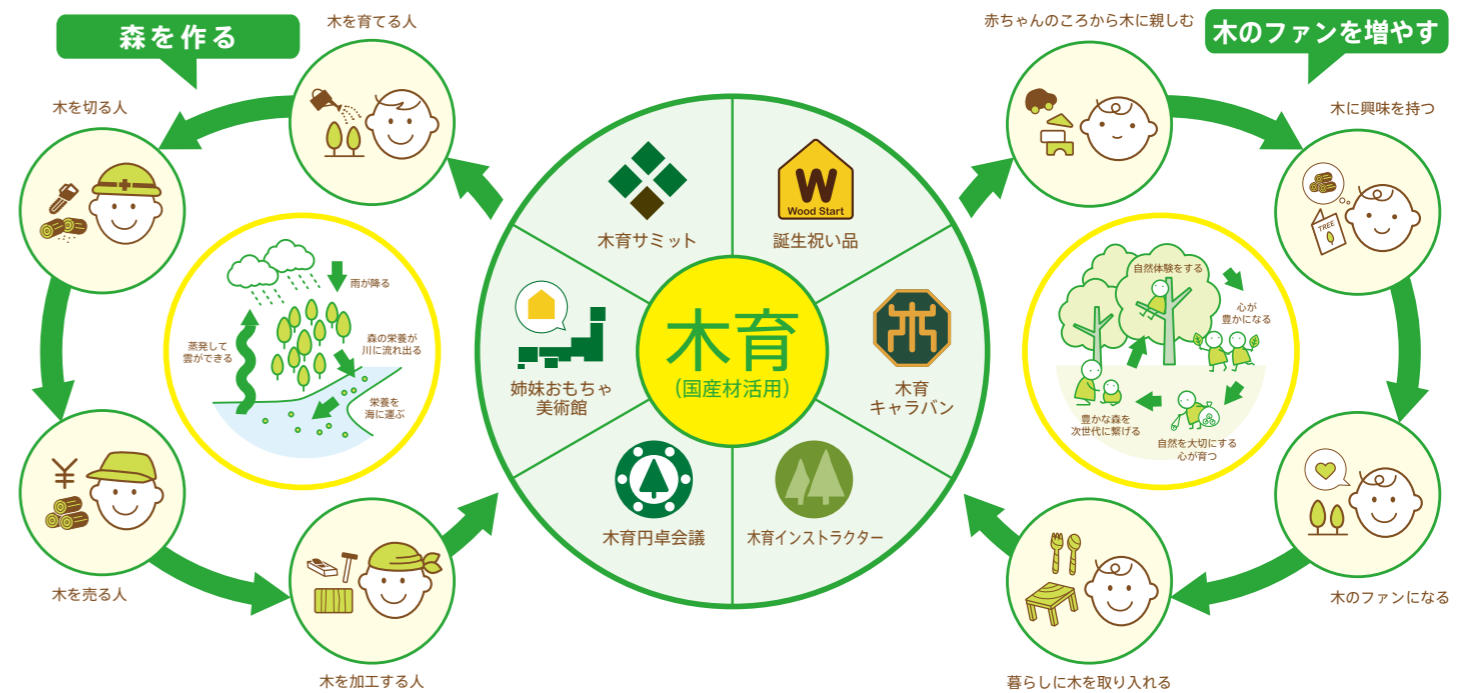 森を作る
木を育てる人
木を切る人
木を売る人
木を加工する人
雨が降る
森の栄養が
川に流れ出る
栄養を
海に運ぶ
蒸発して
雲ができる
木育サミット
W
Wood Start
誕生祝い品
姉妹おもちゃ
美術館
木育
(国産材活用)
木育
キャラバン
木育円卓会議
木育インストラクター
赤ちゃんのころから木に親しむ
木のファンを増やす
木に興味を持つ
TREE
木のファンになる
暮らしに木を取り入れる
自然体験をする
心が
豊かになる
自然を大切にする
心が育つ
豊かな森を
次世代に繋げる
¥